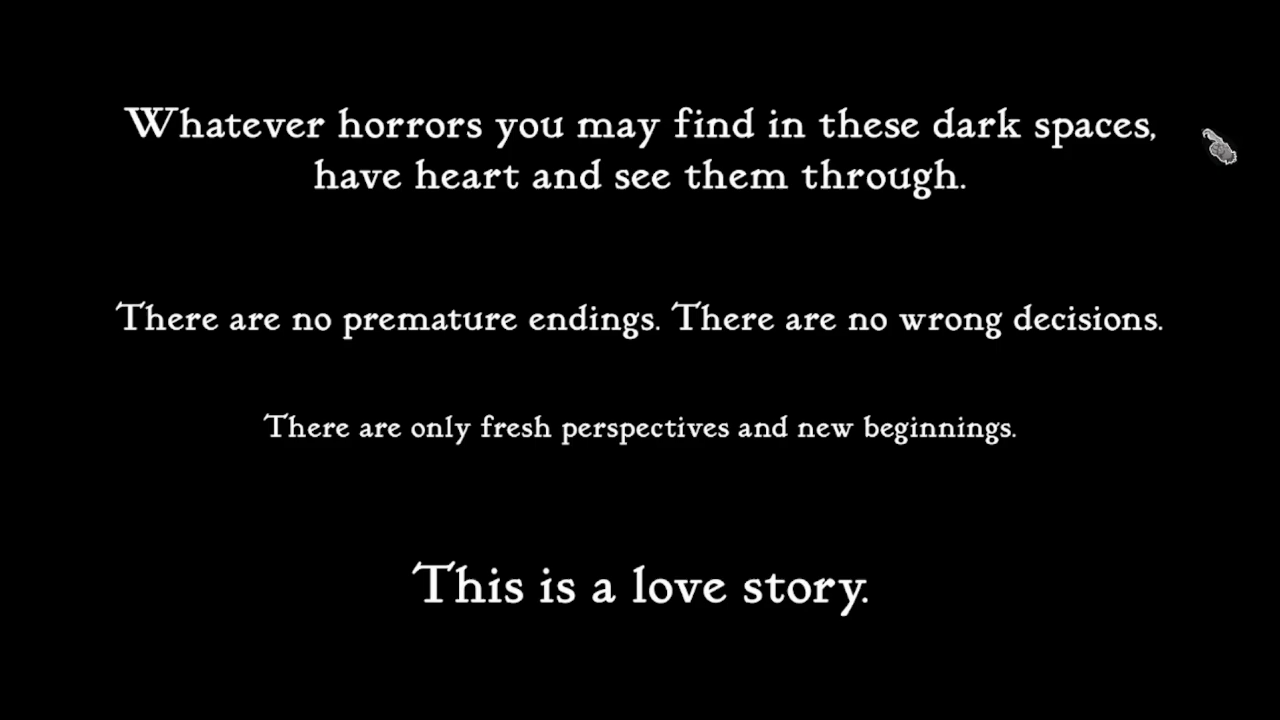 Whatever horrors you may find in these dark spaces,
have heart and see them through.
There are no premature endings. There are no wrong decisions.
There are only fresh perspectives and new beginnings.
This is a love story.